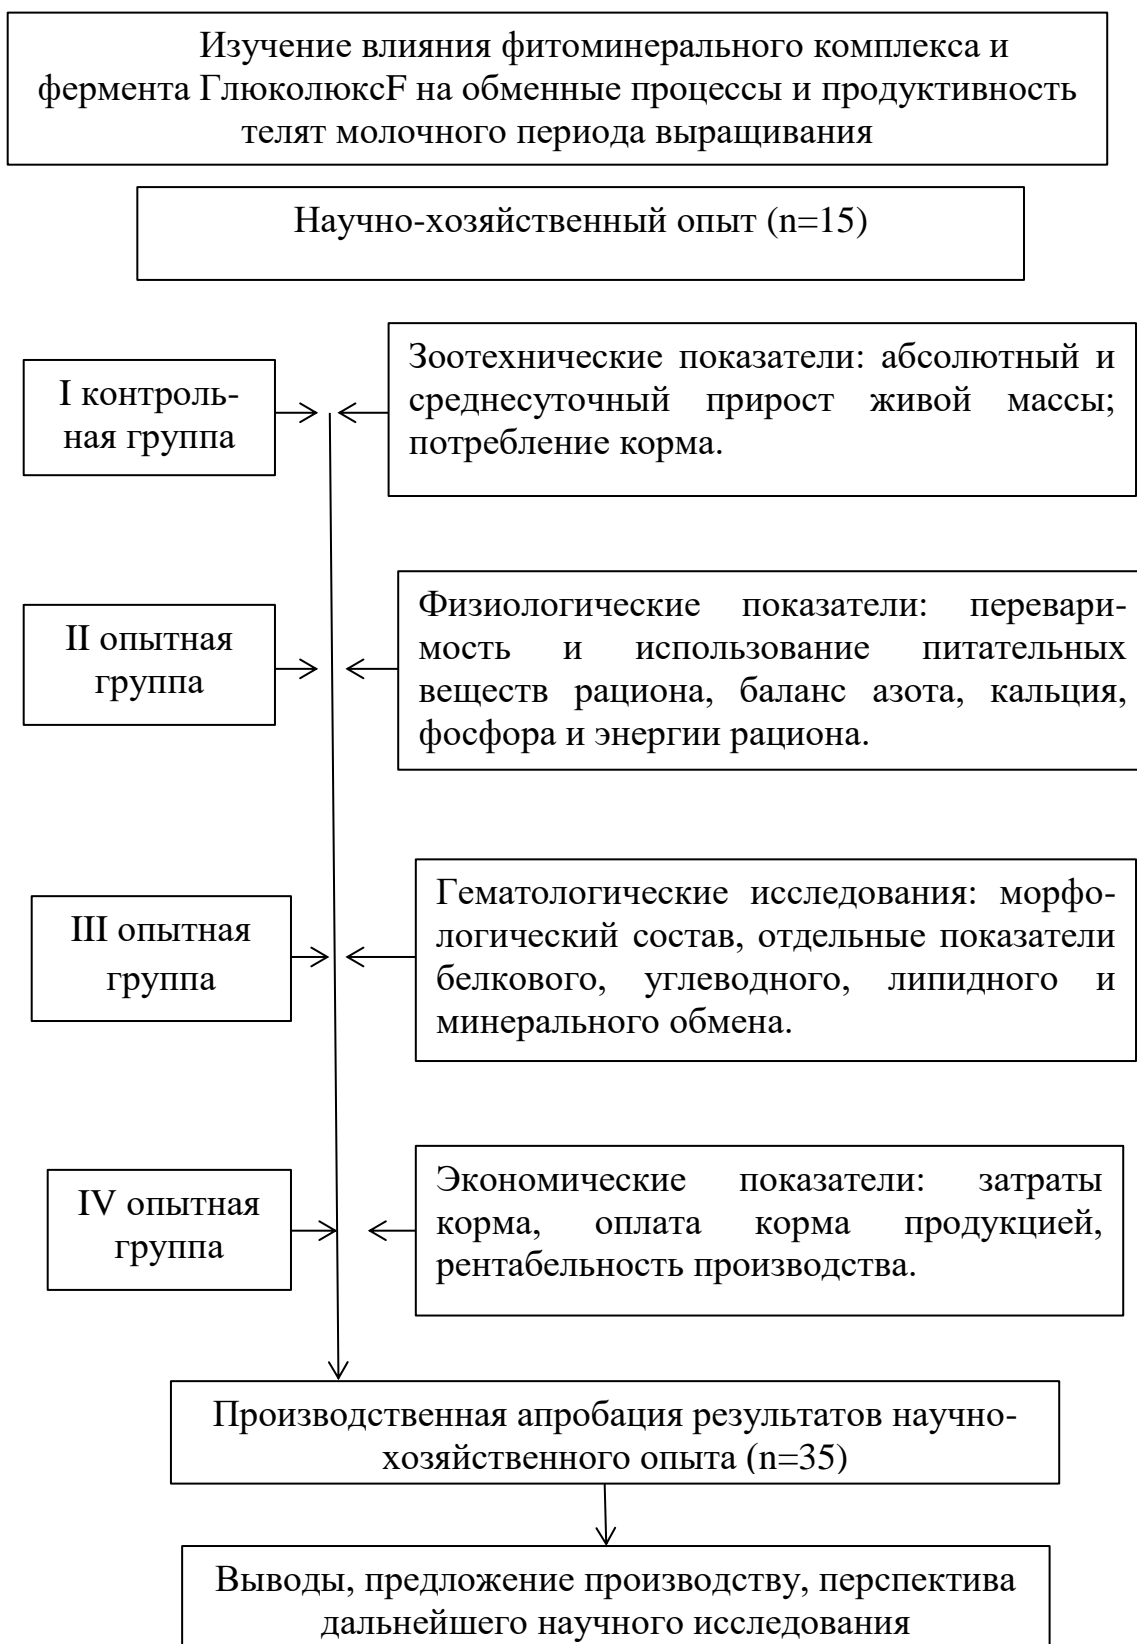 Изучение влияния фитоминерального комплекса и
фермента ГлюколюксF на обменные процессы и продуктивность
телят молочного периода выращивания
Научно-хозяйственный опыт (n=15)
I контроль-
ная группа
Зоотехнические показатели: абсолютный и
среднесуточный прирост живой массы;
потребление корма.
II опытная
группа
Физиологические показатели: перевари-
мость и использование питательных
веществ рациона, баланс азота, кальция,
фосфора и энергии рациона.
III опытная
группа
Гематологические исследования: морфо-
логический состав, отдельные показатели
белкового, углеводного, липидного и
минерального обмена.
IV опытная
группа
Экономические показатели: затраты
корма, оплата корма продукцией,
рентабельность производства.
Производственная апробация результатов научно-
хозяйственного опыта (n=35)
Выводы, предложение производству, перспектива
дальнейшего научного исследования